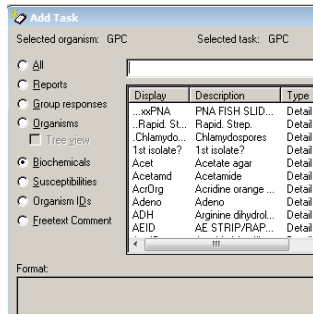 Add Task
Selected organism: GPC Selected task: GPC
All
Reports
Group responses
Organisms
Tree view
Biochemicals
Susceptibilities
Organism IDs
Freetext Comment
Display Description Type
...xxPNA PNA FISH SLID... Detail
..Rapid. St... Rapid. Strep. Detail
.Chlamydo... Chlamydospores Detail
1st isolate? 1st isolate? Detail
Acet Acetate agar Detail
Acetamd Acetamide Detail
AcrOrg Acridine orange ... Detail
Adeno Adeno Detail
ADH Arginine dihydrol... Detail
AEID AE STRIP/RAP... Detail
Format: